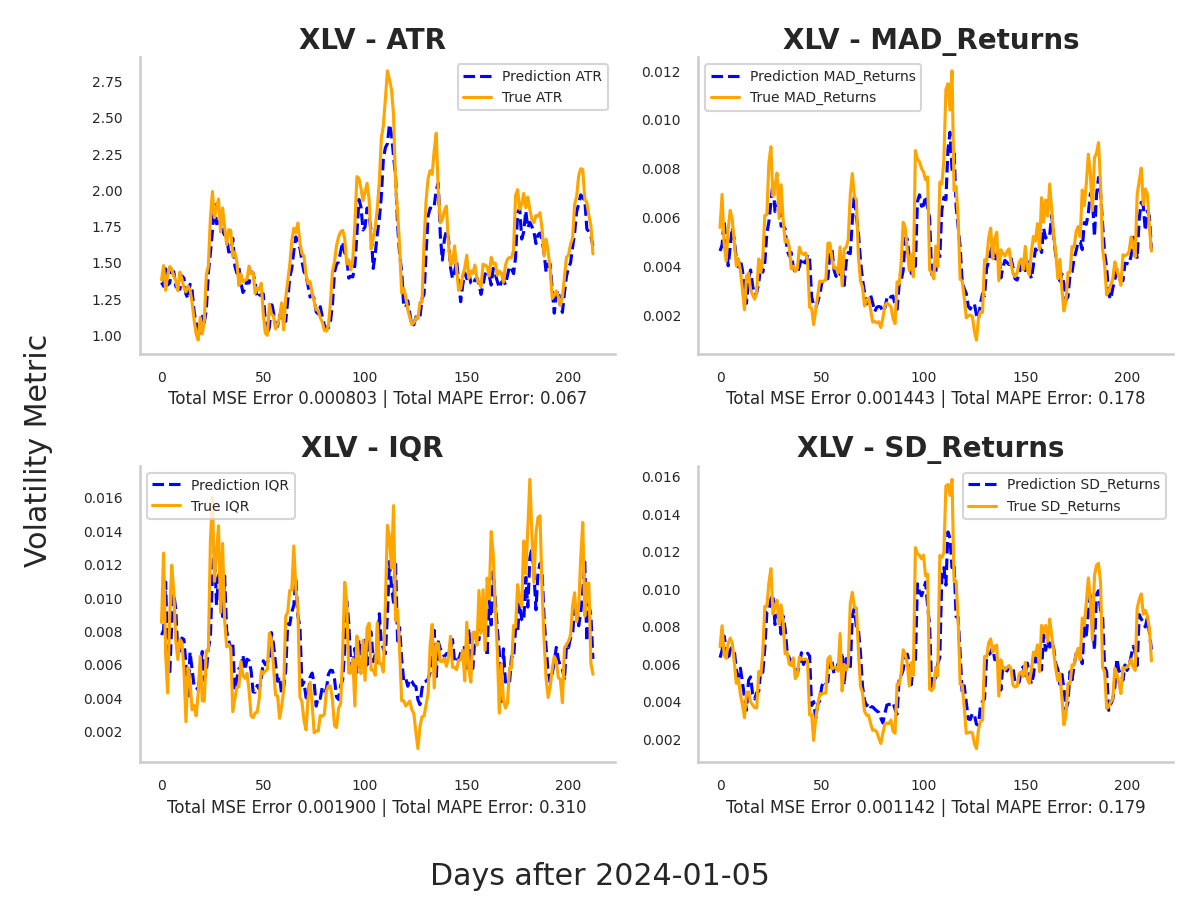 XLV - ATR
2.75
2.50
2.25
2.00
1.75
1.50
1.25
1.00
Prediction ATR
True ATR
0 50 100 150 200
Total MSE Error 0.000803 | Total MAPE Error: 0.067
XLV - MAD_Returns
0.012
0.010
0.008
0.006
0.004
0.002
Prediction MAD_Returns
True MAD_Returns
0 50 100 150 200
Total MSE Error 0.001443 | Total MAPE Error: 0.178
Volatility Metric
XLV - IQR
0.016
0.014
0.012
0.010
0.008
0.006
0.004
0.002
Prediction IQR
True IQR
0 50 100 150 200
Total MSE Error 0.001900 | Total MAPE Error: 0.310
XLV - SD_Returns
0.016
0.014
0.012
0.010
0.008
0.006
0.004
0.002
Prediction SD_Returns
True SD_Returns
0 50 100 150 200
Total MSE Error 0.001142 | Total MAPE Error: 0.179
Days after 2024-01-05